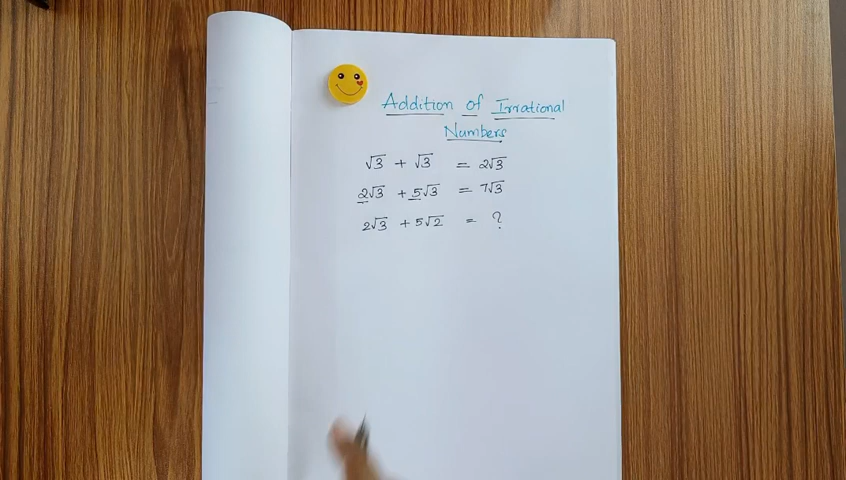 Addition of Irrational
Numbers
√3 + √3 = 2√3
2√3 + 5√3 = 7√3
2√3 + 5√2 = ?